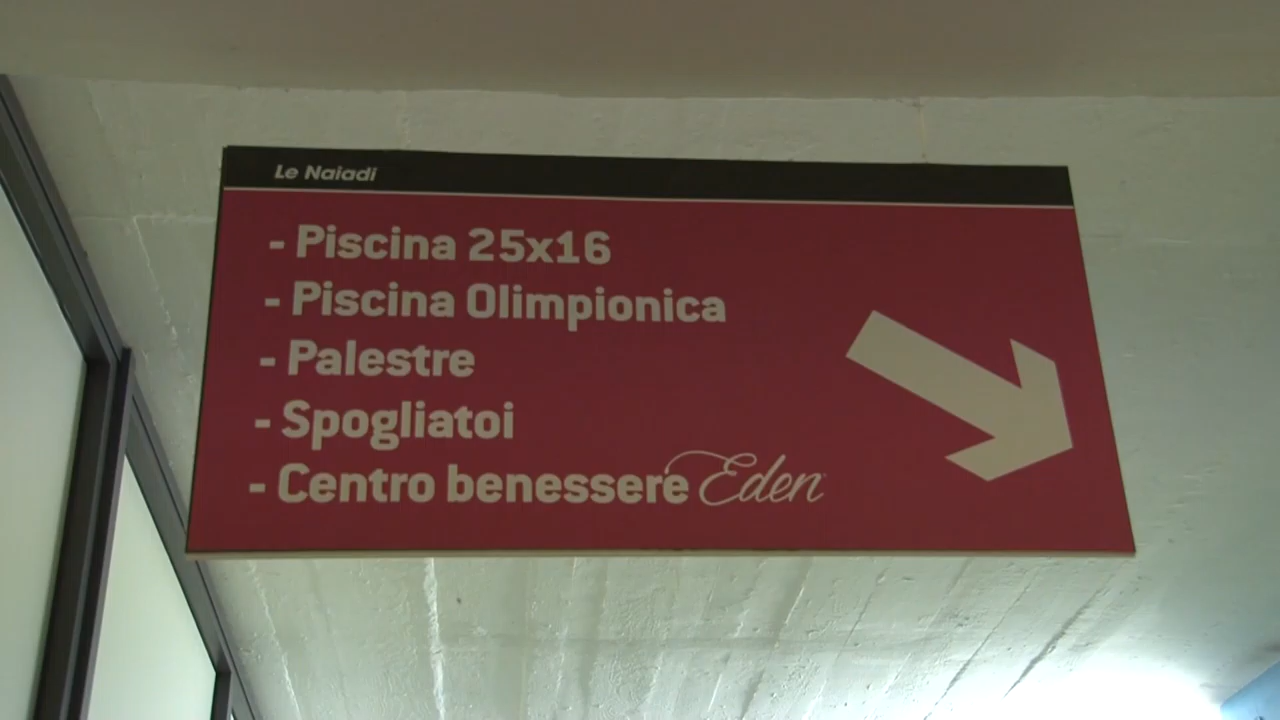 Le Naiadi
- Piscina 25x16
- Piscina Olimpionica
- Palestre
- Spogliatoi
- Centro benessere Eden